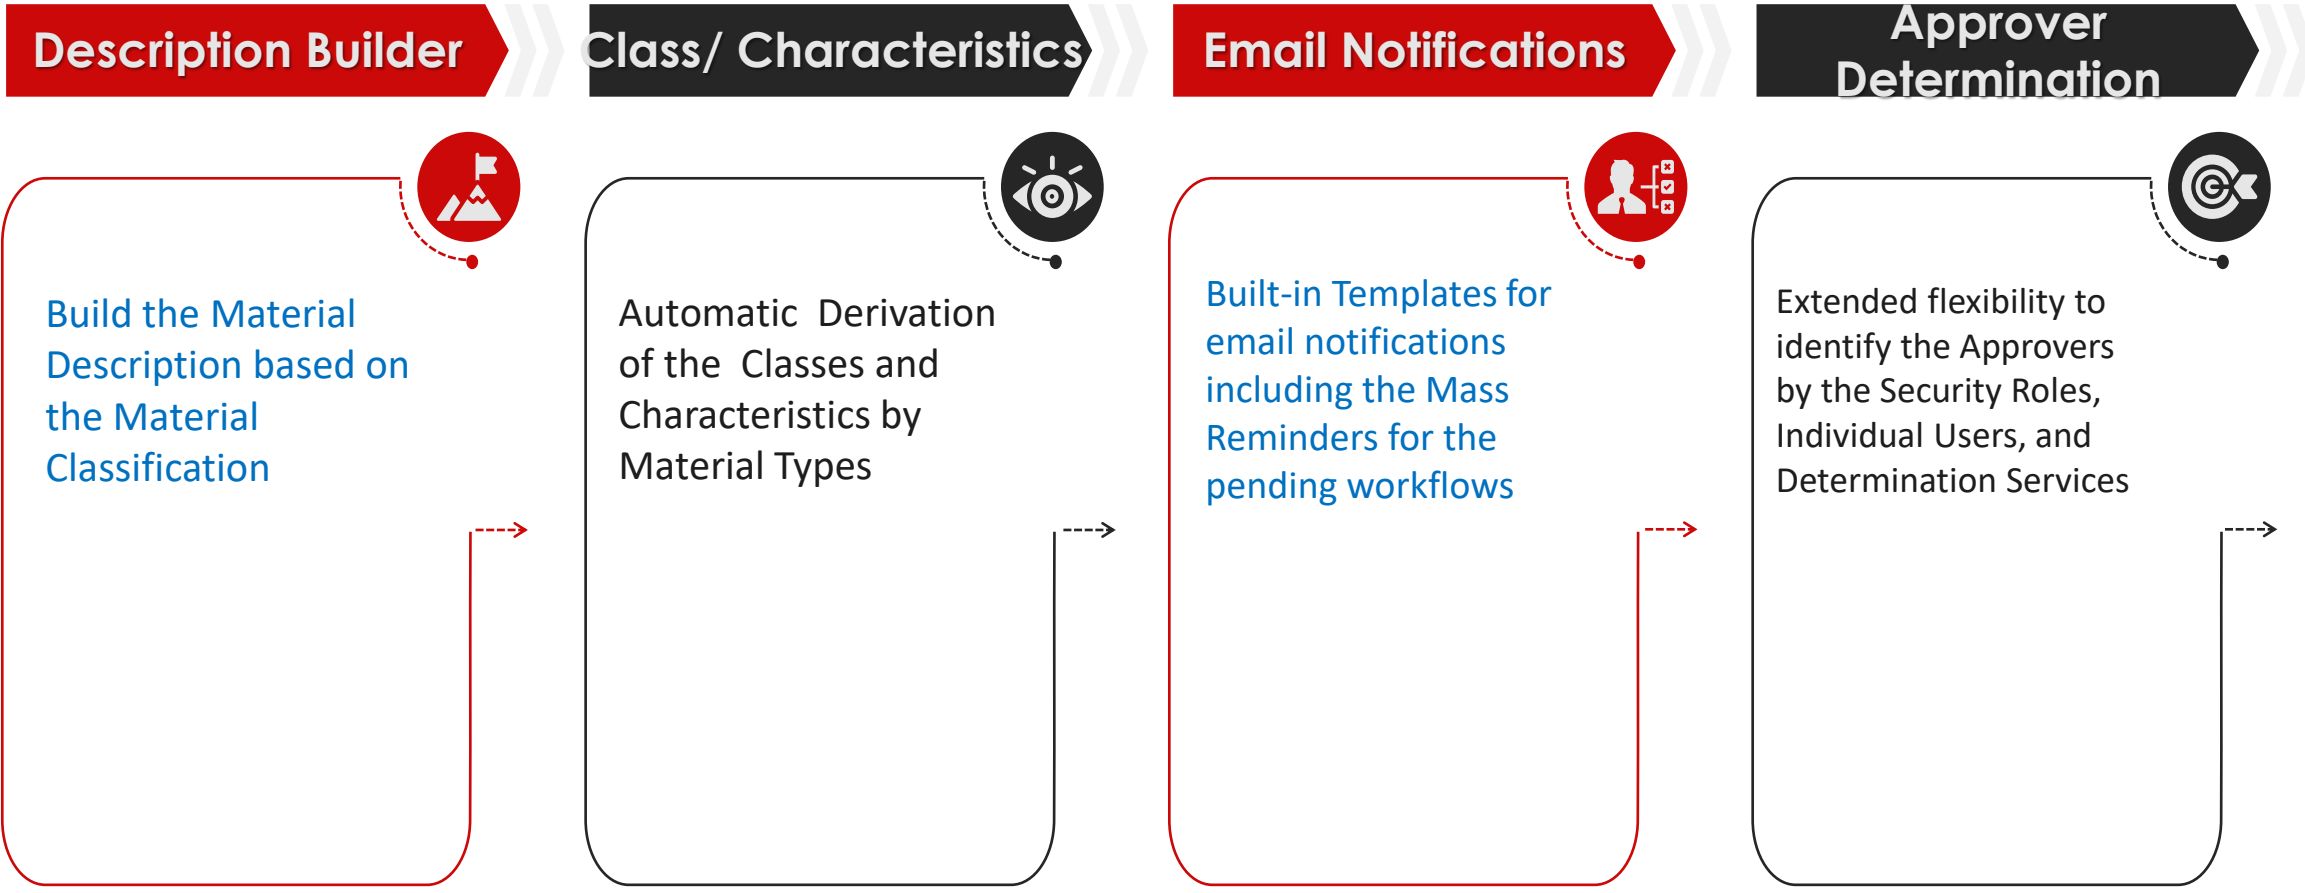 Description Builder
Class/ Characteristics
Email Notifications
Approver
Determination
Build the Material
Description based on
the Material
Classification
Automatic  Derivation
of the  Classes and
Characteristics by
Material Types
Built-in Templates for
email notifications
including the Mass
Reminders for the
pending workflows
Extended flexibility to
identify the Approvers
by the Security Roles,
Individual Users, and
Determination Services